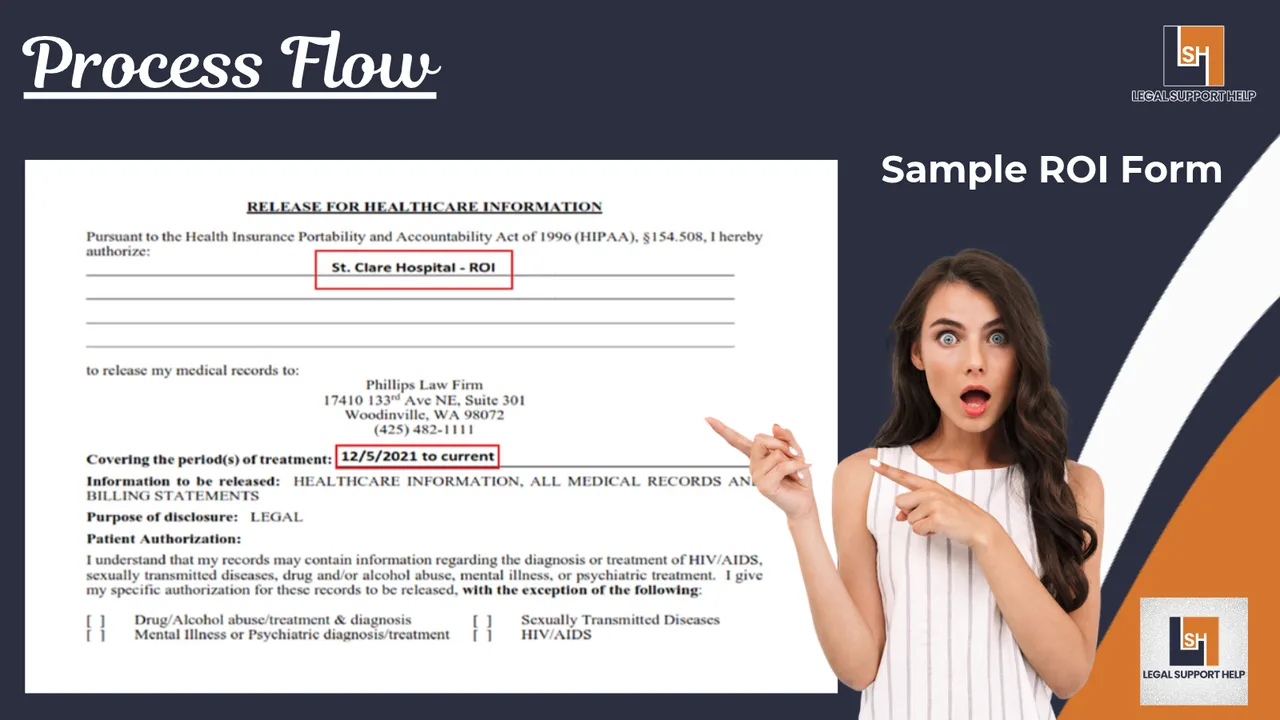 Process Flow
SH
LEGAL SUPPORT HELP
Sample ROI Form
RELEASE FOR HEALTHCARE INFORMATION
Pursuant to the Health Insurance Portability and Accountability Act of 1996 (HIPAA), §154.508, I hereby
authorize:
St. Clare Hospital - ROI
to release my medical records to:
Phillips Law Firm
17410 133rd Ave NE, Suite 301
Woodinville, WA 98072
(425) 482-1111
Covering the period(s) of treatment: 12/5/2021 to current
Information to be released: HEALTHCARE INFORMATION, ALL MEDICAL RECORDS AND
BILLING STATEMENTS
Purpose of disclosure: LEGAL
Patient Authorization:
I understand that my records may contain information regarding the diagnosis or treatment of HIV/AIDS,
sexually transmitted diseases, drug and/or alcohol abuse, mental illness, or psychiatric treatment. I give
my specific authorization for these records to be released, with the exception of the following:
[ ] Drug/Alcohol abuse/treatment & diagnosis [ ] Sexually Transmitted Diseases
[ ] Mental Illness or Psychiatric diagnosis/treatment [ ] HIV/AIDS
SH
LEGAL SUPPORT HELP